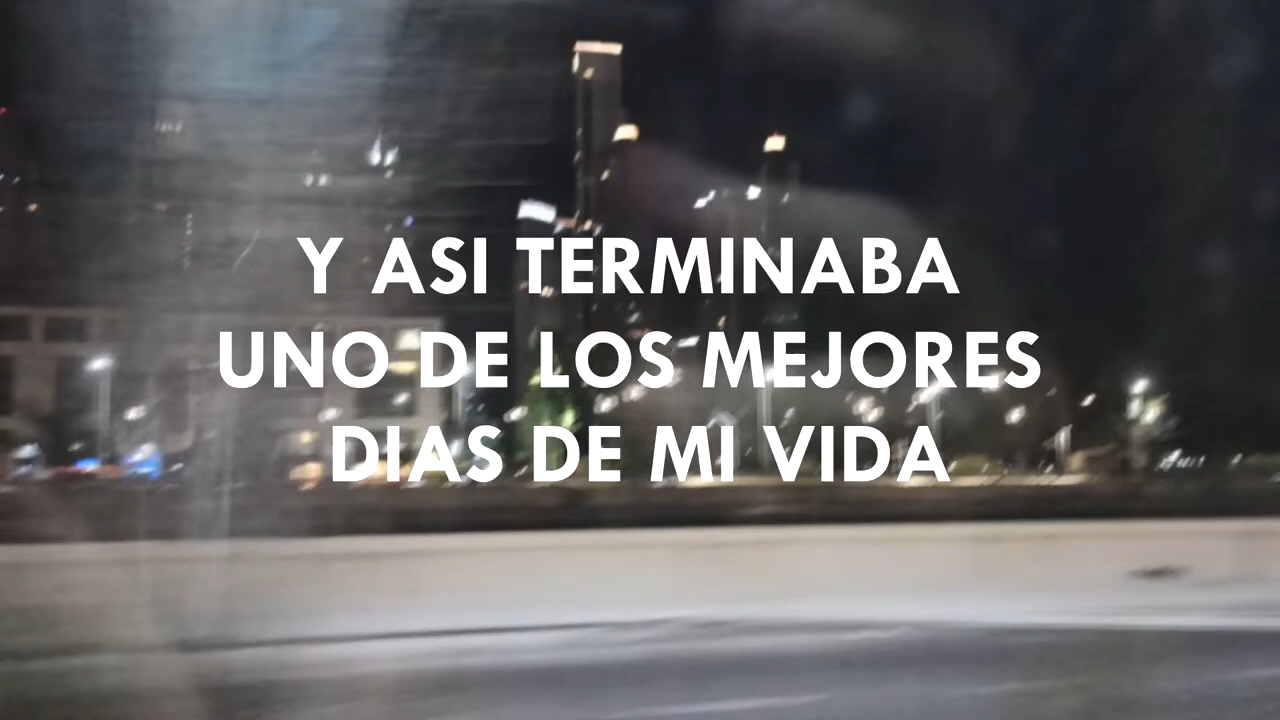 Y ASI TERMINABA
UNO DE LOS MEJORES
DIAS DE MI VIDA